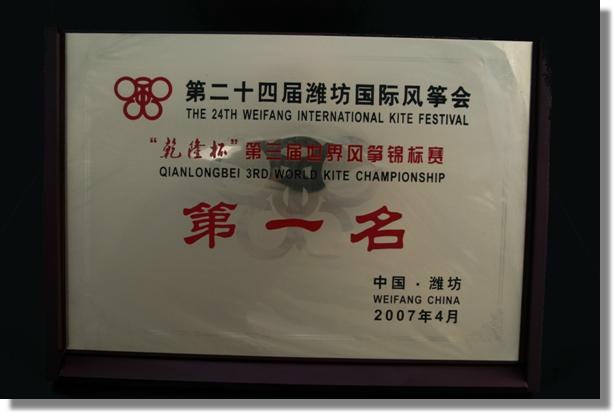 第二十四届潍坊国际风筝会
THE 24TH WEIFANG INTERNATIONAL KITE FESTIVAL
“乾隆杯”第三届世界风筝锦标赛
QIANLONGBEI 3RD WORLD KITE CHAMPIONSHIP
第一名
中国·潍坊
WEIFANG CHINA
2007年4月